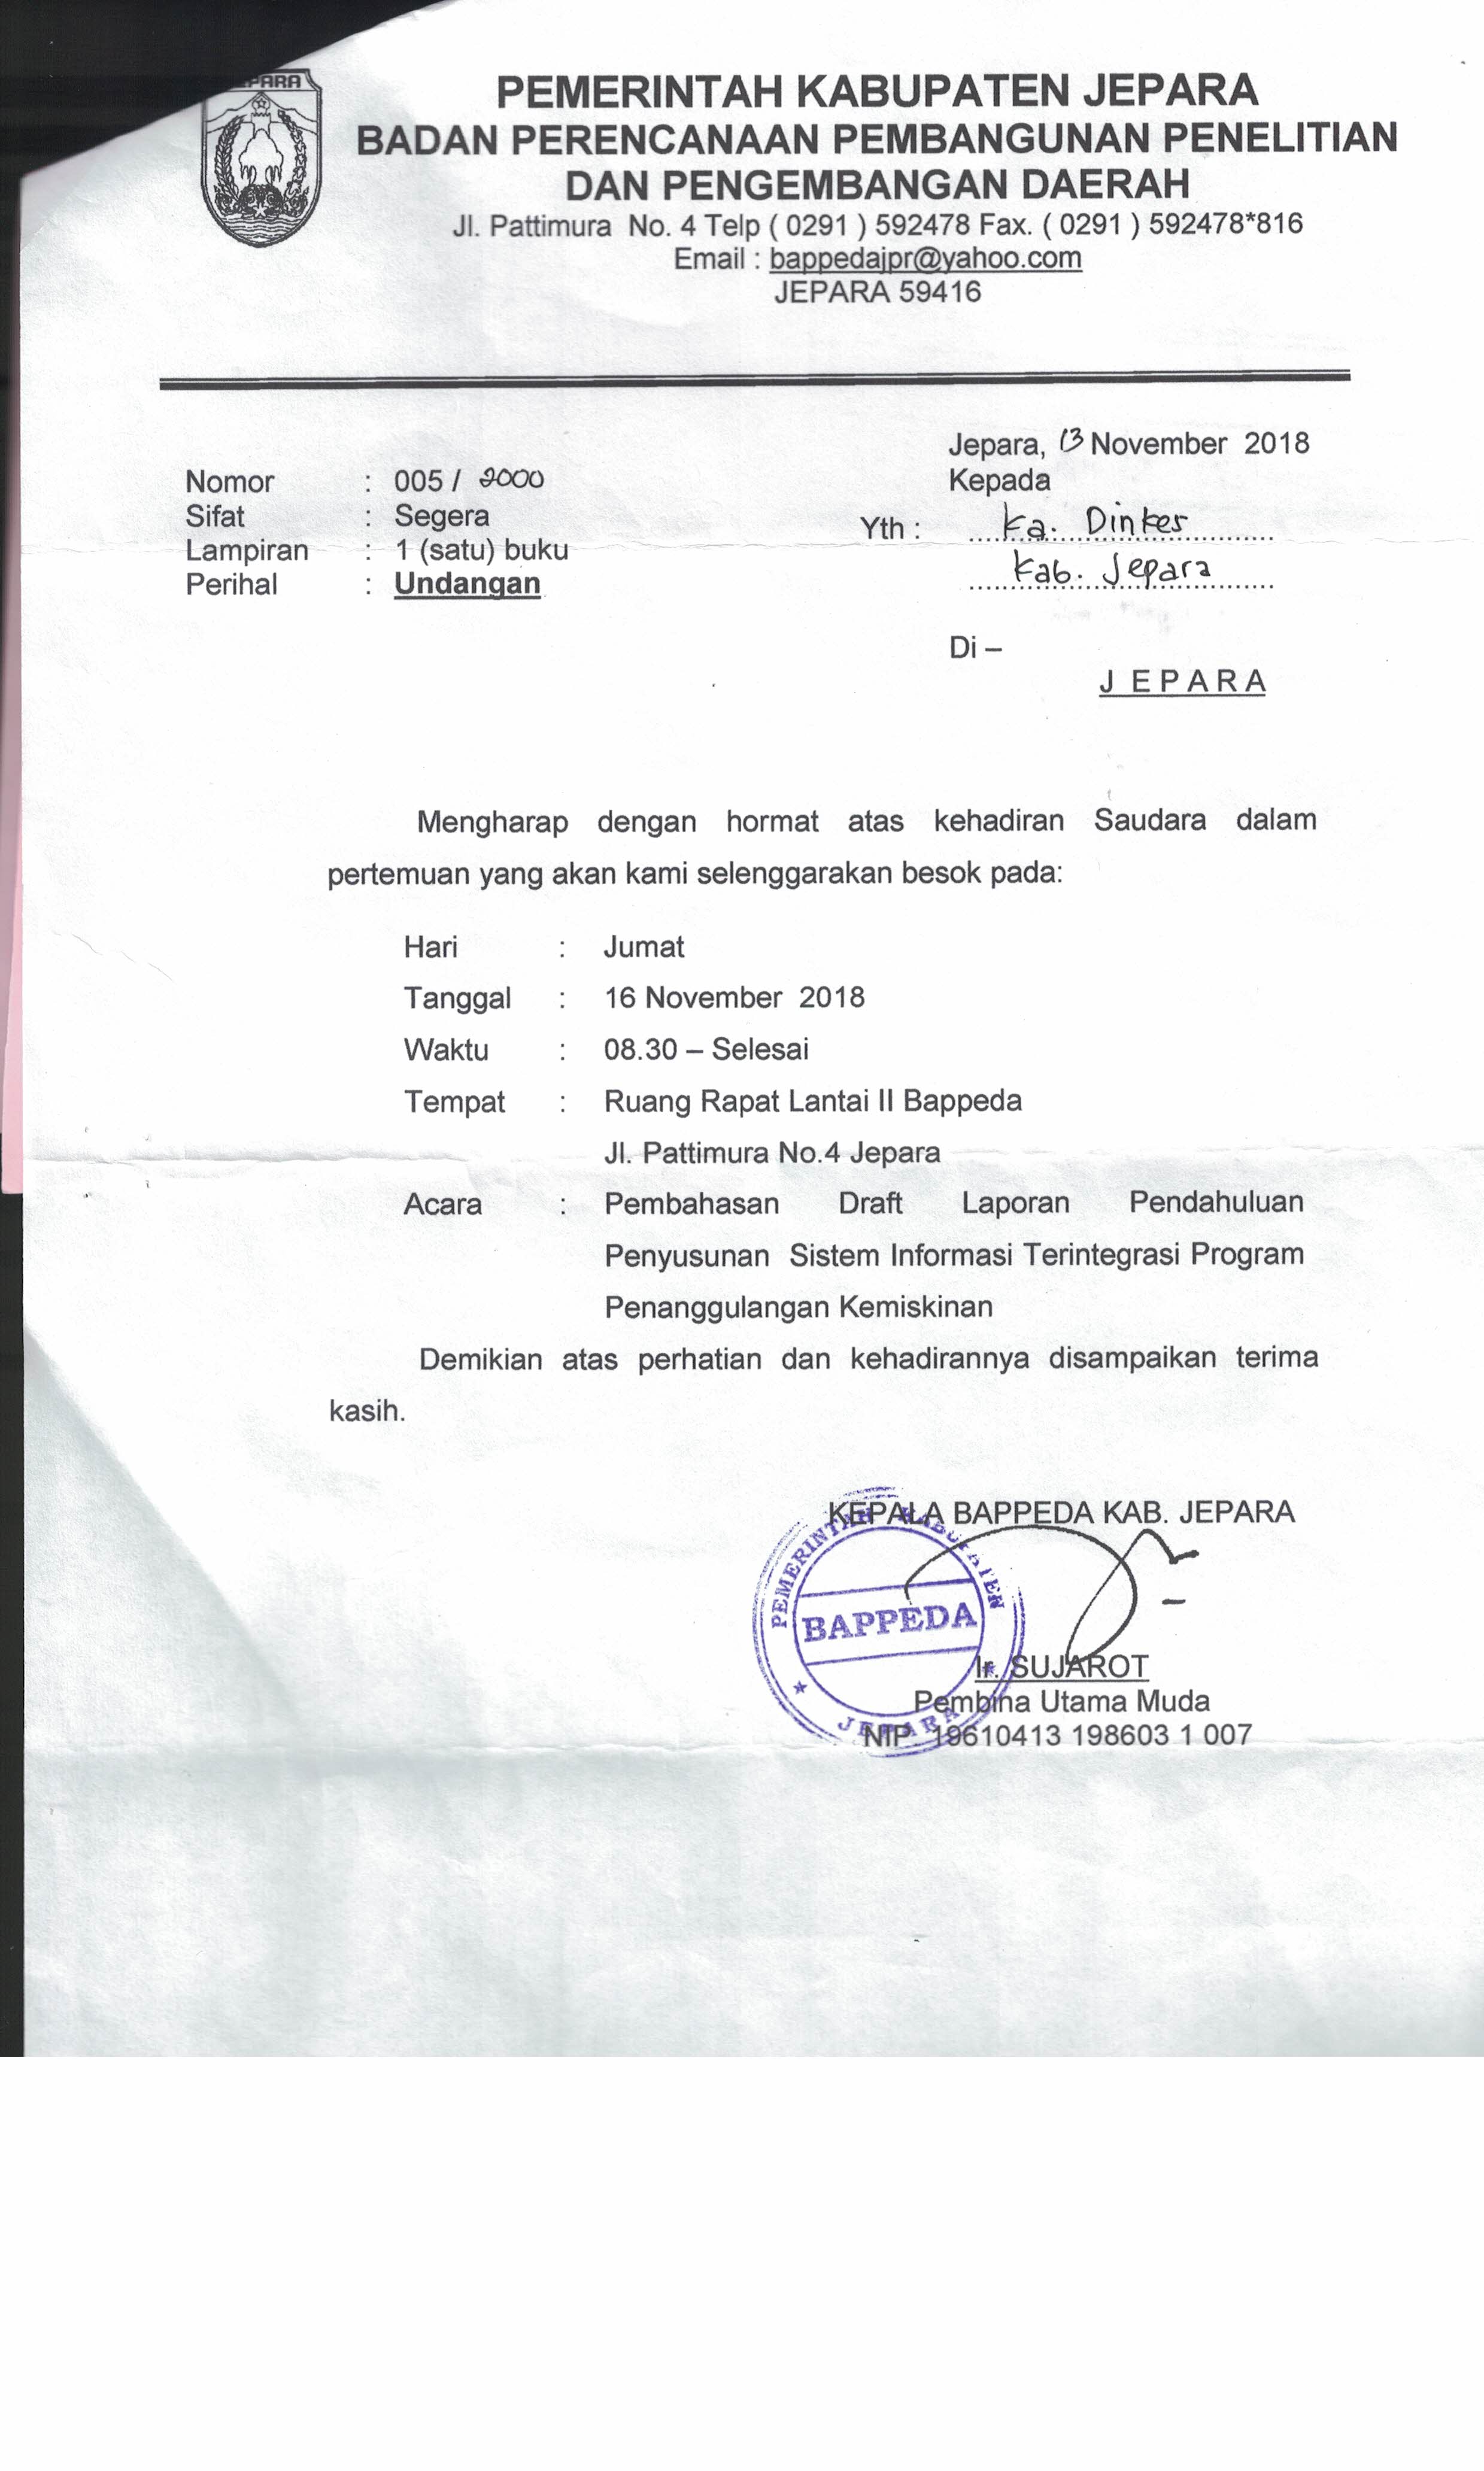 PEMERINTAH KABUPATEN JEPARA
BADAN PERENCANAAN PEMBANGUNAN PENELITIAN
DAN PENGEMBANGAN DAERAH
Jl. Pattimura No. 4 Telp ( 0291 ) 592478 Fax. ( 0291 ) 592478*816
Email : bappedajpr@yahoo.com
JEPARA 59416
Jepara, 13 November 2018
Nomor : 005 / 2000
Kepada
Sifat : Segera
Yth : Ka. Dinkes
Lampiran : 1 (satu) buku
Kab. Jepara
Perihal : Undangan
Di –
J E P A R A
Mengharap dengan hormat atas kehadiran Saudara dalam
pertemuan yang akan kami selenggarakan besok pada:
Hari : Jumat
Tanggal : 16 November 2018
Waktu : 08.30 – Selesai
Tempat : Ruang Rapat Lantai II Bappeda
Jl. Pattimura No.4 Jepara
Acara : Pembahasan Draft Laporan Pendahuluan
Penyusunan Sistem Informasi Terintegrasi Program
Penanggulangan Kemiskinan
Demikian atas perhatian dan kehadirannya disampaikan terima
kasih.
KEPALA BAPPEDA KAB. JEPARA
PEMERINTAH KABUPATEN
BAPPEDA
JEPARA
Ir. SUJAROT
Pembina Utama Muda
NIP. 19610413 198603 1 007